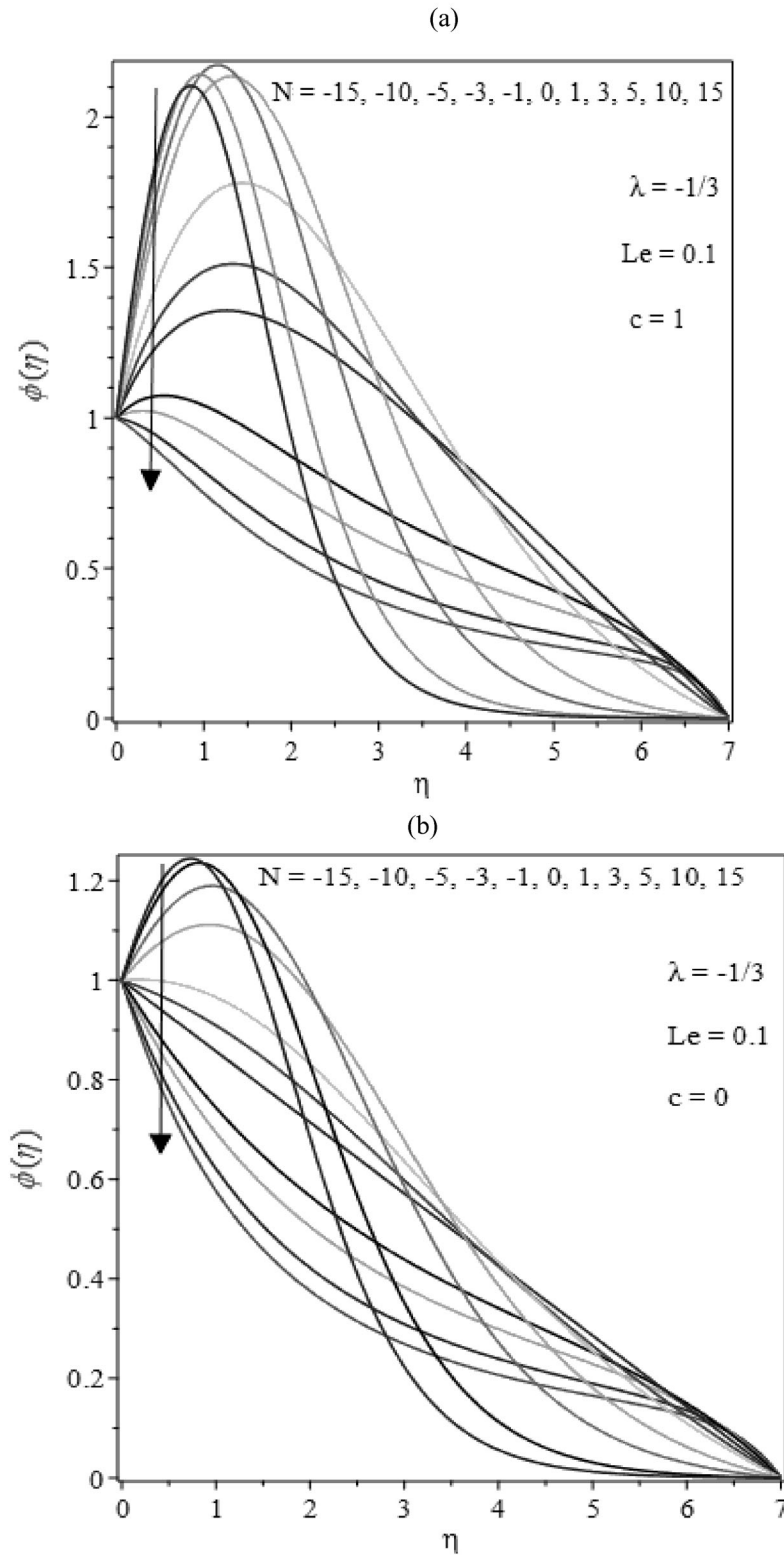 (a)
N = -15, -10, -5, -3, -1, 0, 1, 3, 5, 10, 15
λ = -1/3
Le = 0.1
c = 1
ϕ(η)
2
1.5
1
0.5
0
0 1 2 3 4 5 6 7
η
(b)
N = -15, -10, -5, -3, -1, 0, 1, 3, 5, 10, 15
λ = -1/3
Le = 0.1
c = 0
ϕ(η)
1.2
1
0.8
0.6
0.4
0.2
0
0 1 2 3 4 5 6 7
η